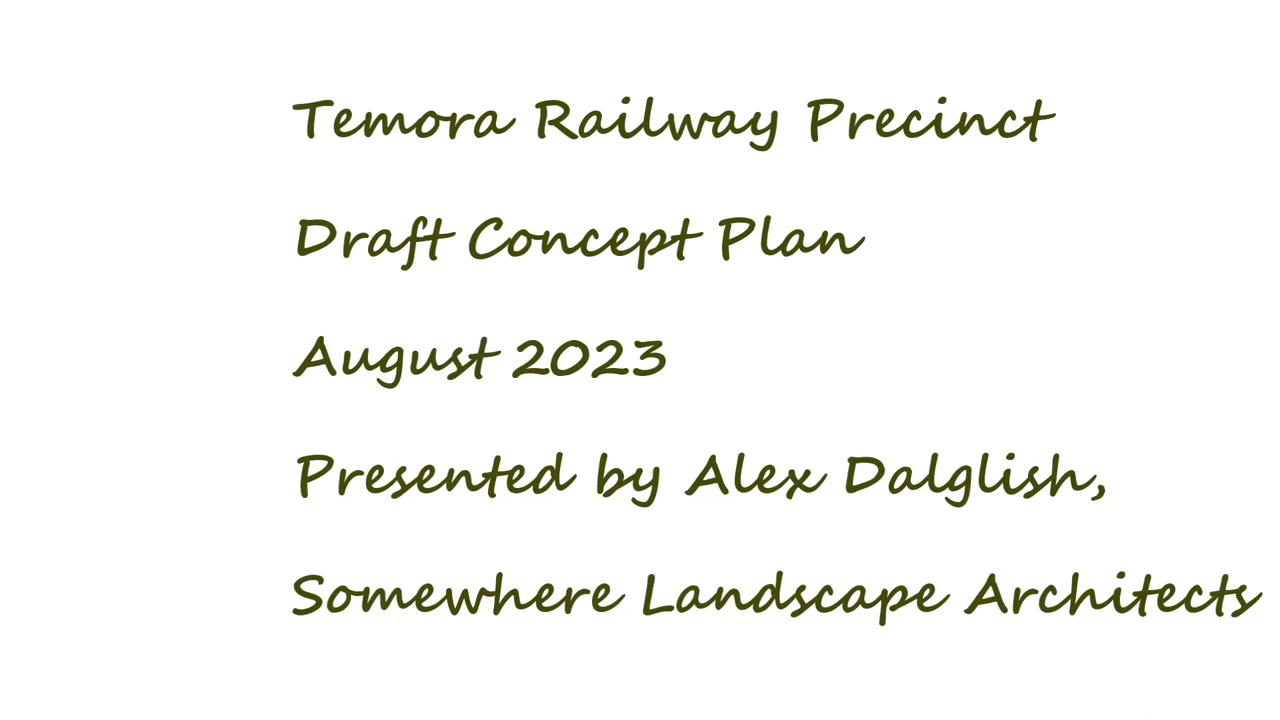 Temora Railway Precinct
Draft Concept Plan
August 2023
Presented by Alex Dalglish,
Somewhere Landscape Architects